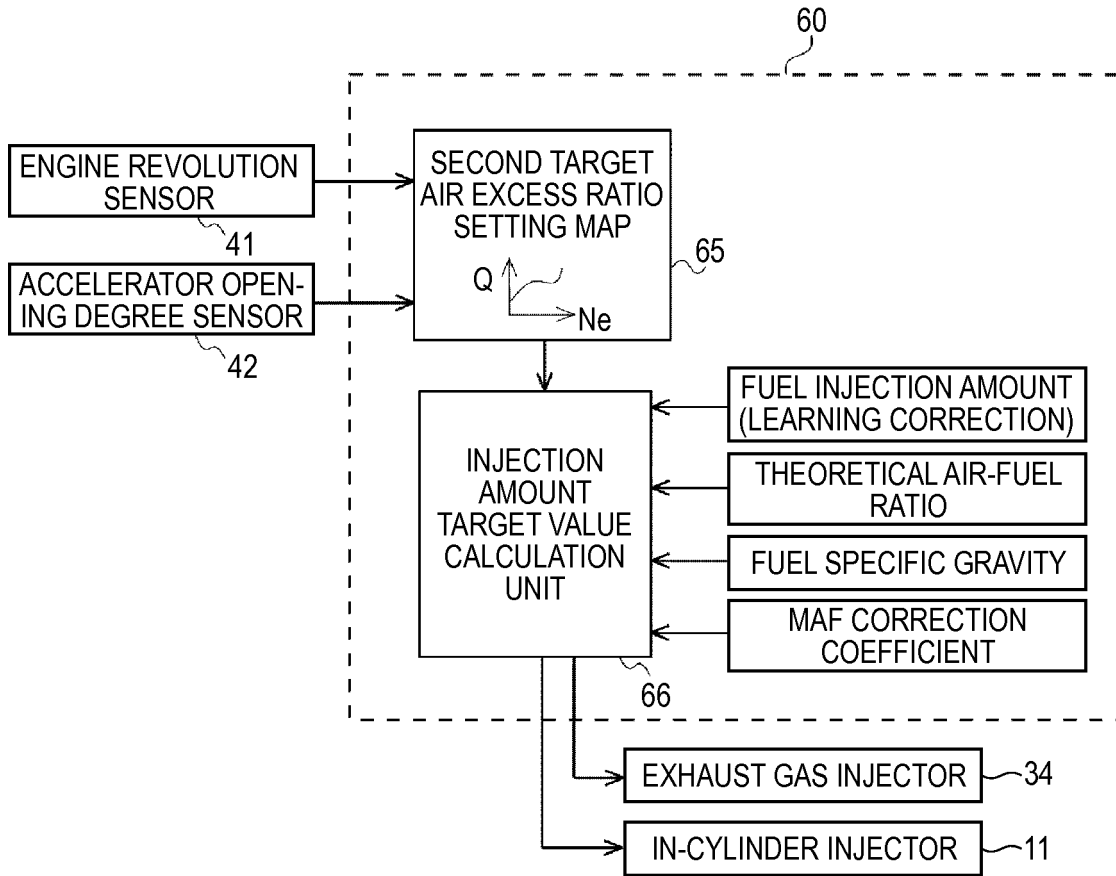 60
ENGINE REVOLUTION
SENSOR
41
ACCELERATOR OPEN-
ING DEGREE SENSOR
42
SECOND TARGET
AIR EXCESS RATIO
SETTING MAP
Q
Ne
65
INJECTION
AMOUNT
TARGET VALUE
CALCULATION
UNIT
66
FUEL INJECTION AMOUNT
(LEARNING CORRECTION)
THEORETICAL AIR-FUEL
RATIO
FUEL SPECIFIC GRAVITY
MAF CORRECTION
COEFFICIENT
EXHAUST GAS INJECTOR
34
IN-CYLINDER INJECTOR
11